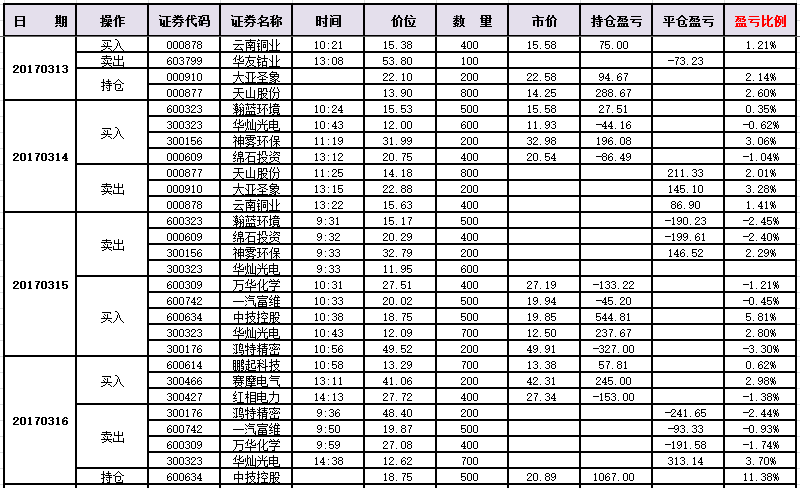 日 期 操作 证券代码 证券名称 时间 价位 数 量 市价 持仓盈亏 平仓盈亏 盈亏比例
20170313 买入 000878 云南铜业 10:21 15.38 400 15.58 75.00 1.21%
卖出 603799 华友钴业 13:08 53.80 100 -73.23
持仓 000910 大亚圣象 22.10 200 22.58 94.67 2.14%
000877 天山股份 13.90 800 14.25 288.67 2.60%
20170314 买入 600323 瀚蓝环境 10:24 15.53 500 15.58 27.51 0.35%
300323 华灿光电 10:43 12.00 600 11.93 -44.16 -0.62%
300156 神雾环保 11:19 31.99 200 32.98 196.08 3.06%
000609 绵石投资 13:12 20.75 400 20.54 -86.49 -1.04%
卖出 000877 天山股份 11:25 14.18 800 211.33 2.01%
000910 大亚圣象 13:15 22.88 200 145.10 3.28%
000878 云南铜业 13:22 15.63 400 86.90 1.41%
20170315 卖出 600323 瀚蓝环境 9:31 15.17 500 -190.23 -2.45%
000609 绵石投资 9:32 20.29 400 -199.61 -2.40%
300156 神雾环保 9:33 32.79 200 146.52 2.29%
300323 华灿光电 9:33 11.95 600
买入 600309 万华化学 10:31 27.51 400 27.19 -133.22 -1.21%
600742 一汽富维 10:33 20.02 500 19.94 -45.20 -0.45%
600634 中技控股 10:38 18.75 500 19.85 544.81 5.81%
300323 华灿光电 10:43 12.09 700 12.50 237.67 2.80%
300176 鸿特精密 10:56 49.52 200 49.91 -327.00 -3.30%
20170316 买入 600614 鹏起科技 10:58 13.29 700 13.38 57.81 0.62%
300466 赛摩电气 13:11 41.06 200 42.31 245.00 2.98%
300427 红相电力 14:13 27.72 400 27.34 -153.00 -1.38%
卖出 300176 鸿特精密 9:36 48.40 200 -241.65 -2.44%
600742 一汽富维 9:50 19.87 500 -93.33 -0.93%
600309 万华化学 9:59 27.08 400 -191.58 -1.74%
300323 华灿光电 14:38 12.62 700 313.14 3.70%
持仓 600634 中技控股 18.75 500 20.89 1067.00 11.38%